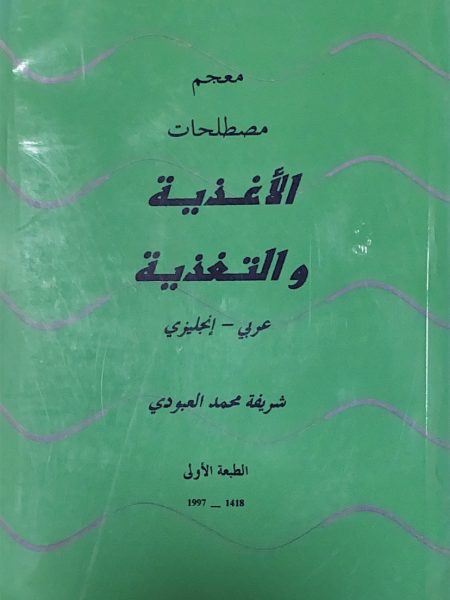 معجم
مصطلحات
الأغذية
والتغذية
عربي - إنجليزي
شريفة محمد العبودي
الطبعة الأولى
1418 — 1997